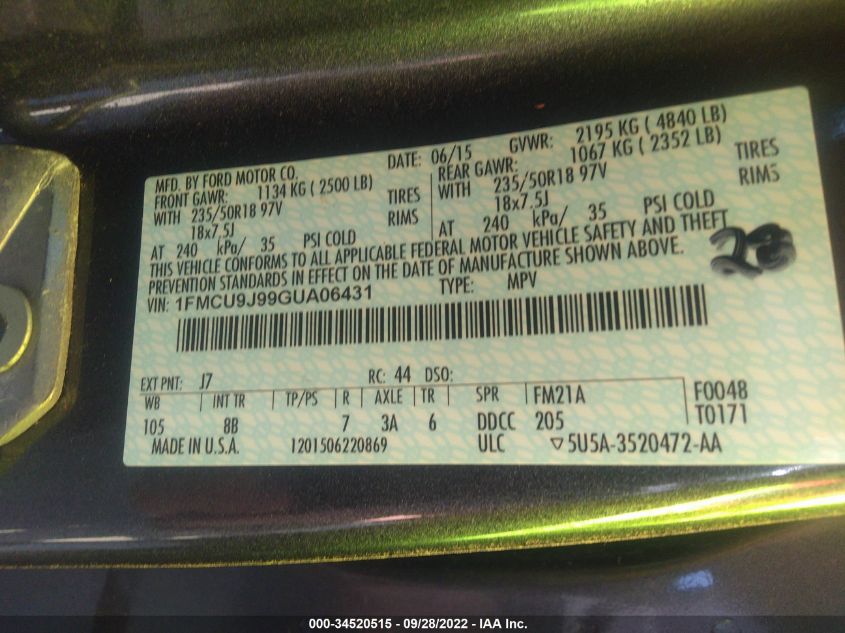 MFD. BY FORD MOTOR CO.
DATE: 06/15 GVWR: 2195 KG ( 4840 LB)
FRONT GAWR: 1134 KG ( 2500 LB)
REAR GAWR: 1067 KG ( 2352 LB)
WITH 235/50R18 97V TIRES
WITH 235/50R18 97V TIRES
18x7.5J RIMS
18x7.5J RIMS
AT 240 kPa/ 35 PSI COLD
AT 240 kPa/ 35 PSI COLD
THIS VEHICLE CONFORMS TO ALL APPLICABLE FEDERAL MOTOR VEHICLE SAFETY AND THEFT
PREVENTION STANDARDS IN EFFECT ON THE DATE OF MANUFACTURE SHOWN ABOVE.
VIN: 1FMCU9J99GUA06431 TYPE: MPV
EXT PNT: J7 RC: 44 DSO:
WB INT TR TP/PS R AXLE TR SPR FM21A F0048
105 8B 7 3A 6 DDCC 205 T0171
MADE IN U.S.A. 1201506220869 ULC ▽5U5A-3520472-AA
000-34520515 - 09/28/2022 - IAA Inc.